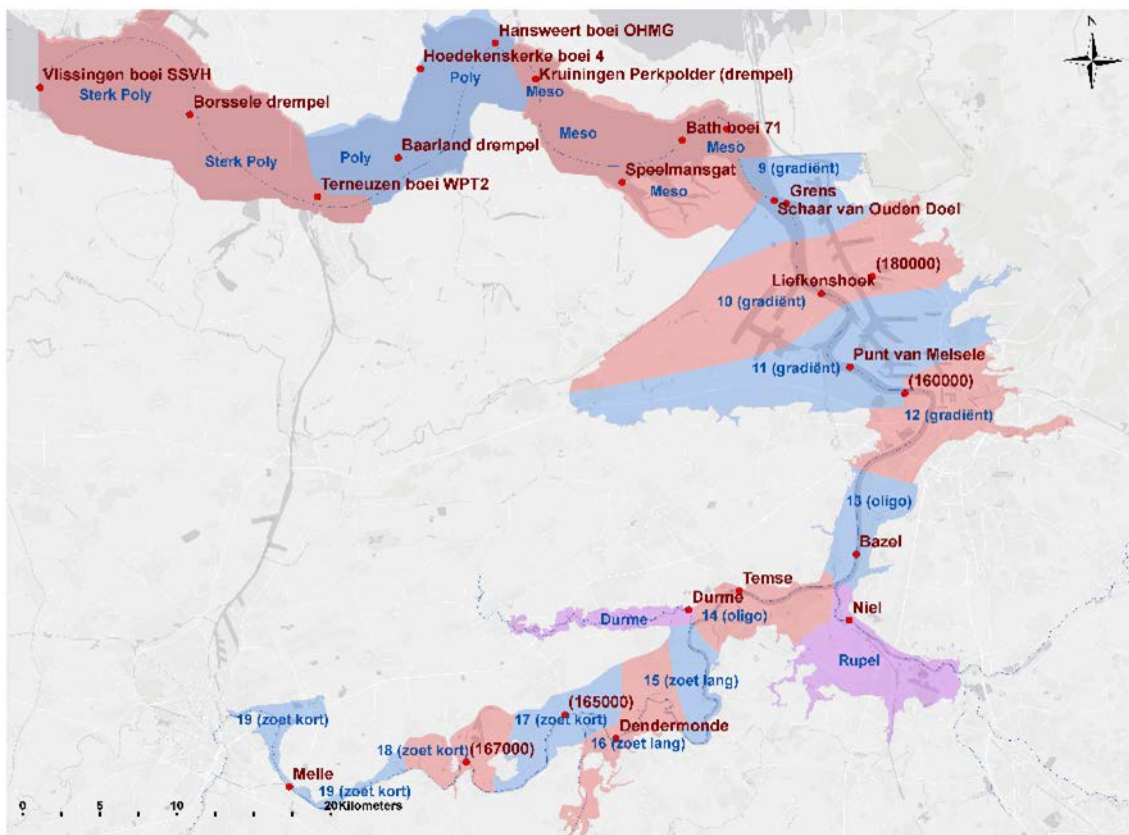 N
Hansweert boei OHMG
Hoedekenskerke boei 4
Vlissingen boei SSVH
Poly
Kruiningen Perkpolder (drempel)
Sterk Poly
Meso
Borssele drempel
Meso
Bath boei 71
Meso
Sterk Poly
Poly
Baarland drempel
Speelmansgat
9 (gradiënt)
Terneuzen boei WPT2
Meso
Grens
Schaar van Ouden Doel
(180000)
Liefkenshoek
10 (gradiënt)
Punt van Melsele
11 (gradiënt)
(160000)
12 (gradiënt)
13 (oligo)
Bazel
Temse
Durme
Durme
14 (oligo)
Niel
Rupel
15 (zoet lang)
(165000)
19 (zoet kort)
17 (zoet kort)
Dendermonde
16 (zoet lang)
18 (zoet kort)
(167000)
Melle
19 (zoet kort)
0 5 10 20Kilometers